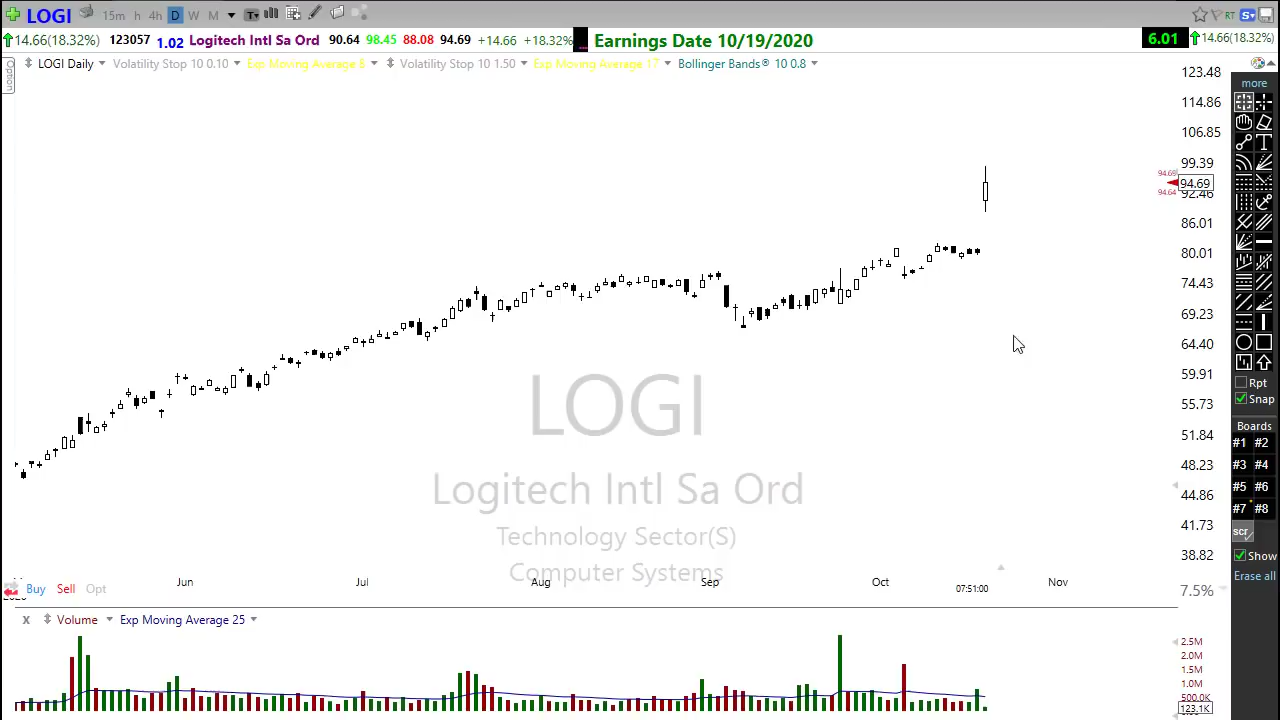 LOGI 15m h 4h D W M T RT S
14.66(18.32%) 123057 1.02 Logitech Intl Sa Ord 90.64 98.45 88.08 94.69 +14.66 +18.32% Earnings Date 10/19/2020 6.01 14.66(18.32%)
Option
LOGI Daily Volatility Stop 10 0.10 Exp Moving Average 8 Volatility Stop 10 1.50 Exp Moving Average 17 Bollinger Bands® 10 0.8
123.48
114.86
106.85
99.39
94.69
94.69
94.64
92.46
86.01
80.01
74.43
69.23
64.40
59.91
55.73
51.84
48.23
44.86
41.73
38.82
7.5%
LOGI
Logitech Intl Sa Ord
Technology Sector(S)
Computer Systems
Jun Jul Aug Sep Oct Nov
Buy Sell Opt
07:51:00
x Volume Exp Moving Average 25
2.5M
2.0M
1.5M
1.0M
500.0K
123.1K
more
T
Rpt
Snap
Boards
#1 #2
#3 #4
#5 #6
#7 #8
scr
Show
Erase all